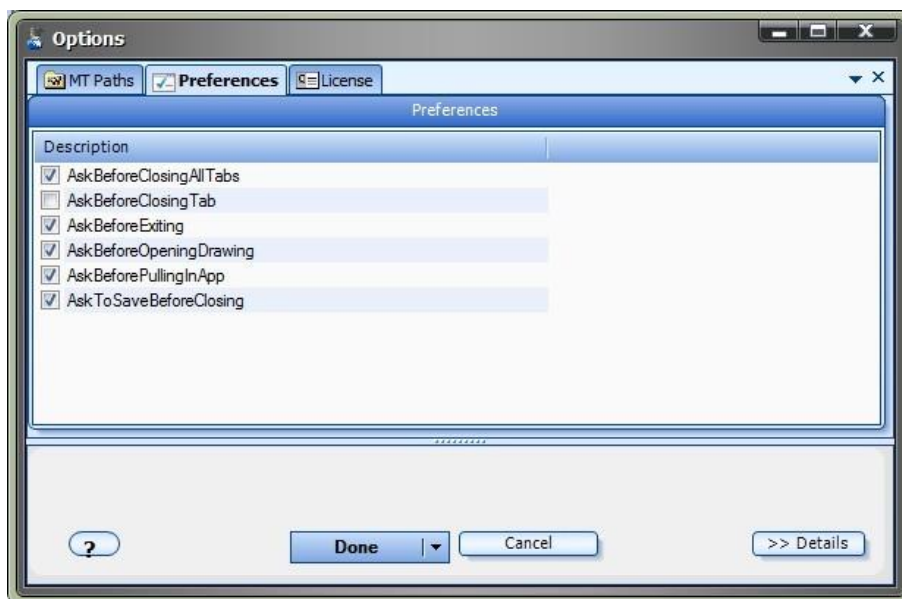 Options
MT Paths Preferences License
Preferences
Description
AskBeforeClosingAllTabs
AskBeforeClosingTab
AskBeforeExiting
AskBeforeOpeningDrawing
AskBeforePullingInApp
AskToSaveBeforeClosing
? Done Cancel >> Details